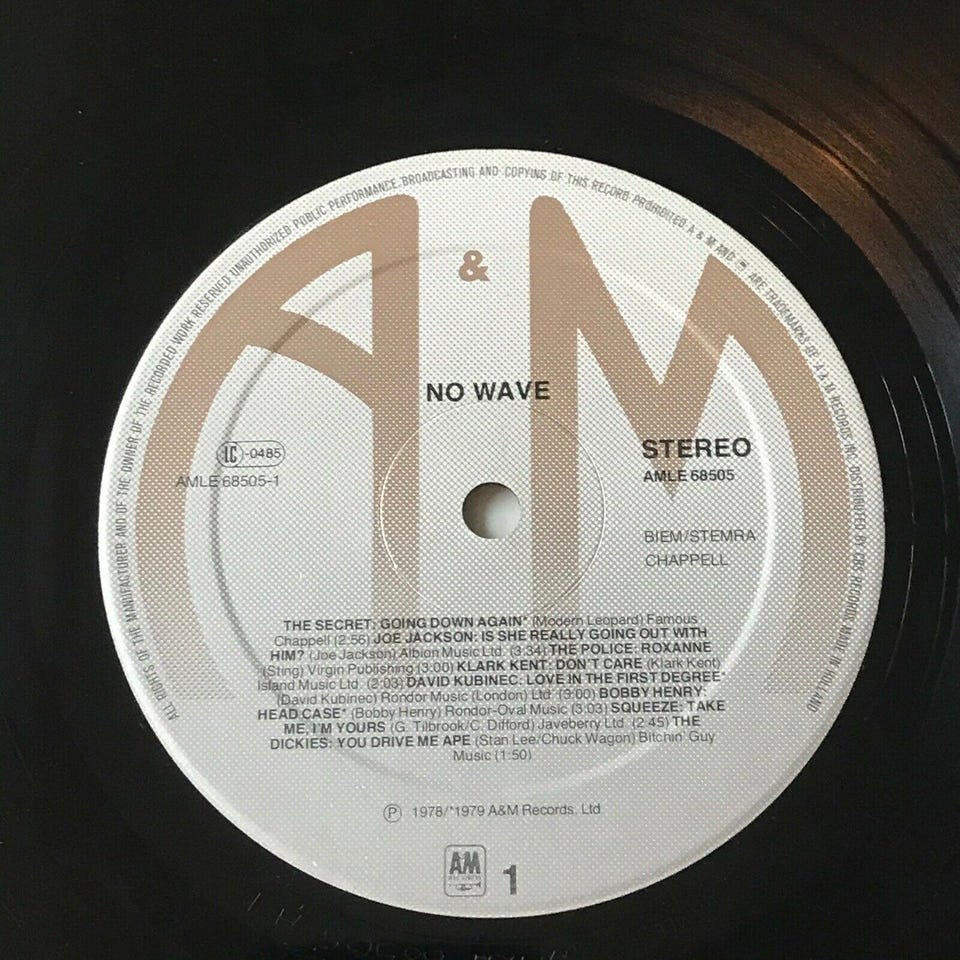 ALL RIGHTS OF THE MANUFACTURER AND OF THE OWNER OF THE RECORDED WORK RESERVED UNAUTHORIZED PUBLIC PERFORMANCE, BROADCASTING AND COPYING OF THIS RECORD PROHIBITED A & M AND ARE TRADEMARKS OF A & M RECORDS INC. DISTRIBUTED BY CBS RECORDS MADE IN HOLLAND
A & M
NO WAVE
LC-0485
AMLE 68505-1
STEREO
AMLE 68505
BIEM/STEMRA
CHAPPELL
THE SECRET: GOING DOWN AGAIN* (Modern Leopard) Famous
Chappell (2:56) JOE JACKSON: IS SHE REALLY GOING OUT WITH
HIM? (Joe Jackson) Albion Music Ltd. (3:34) THE POLICE: ROXANNE
(Sting) Virgin Publishing (3:00) KLARK KENT: DON'T CARE (Klark Kent)
Island Music Ltd. (2:03) DAVID KUBINEC: LOVE IN THE FIRST DEGREE*
(David Kubinec) Rondor Music (London) Ltd. (3:00) BOBBY HENRY:
HEAD CASE* (Bobby Henry) Rondor-Oval Music (3:03) SQUEEZE: TAKE
ME, I'M YOURS (G. Tilbrook/C. Difford) Javeberry Ltd. (2:45) THE
DICKIES: YOU DRIVE ME APE (Stan Lee/Chuck Wagon) Bitchin' Guy
Music (1:50)
℗ 1978/*1979 A&M Records. Ltd.
AM
1